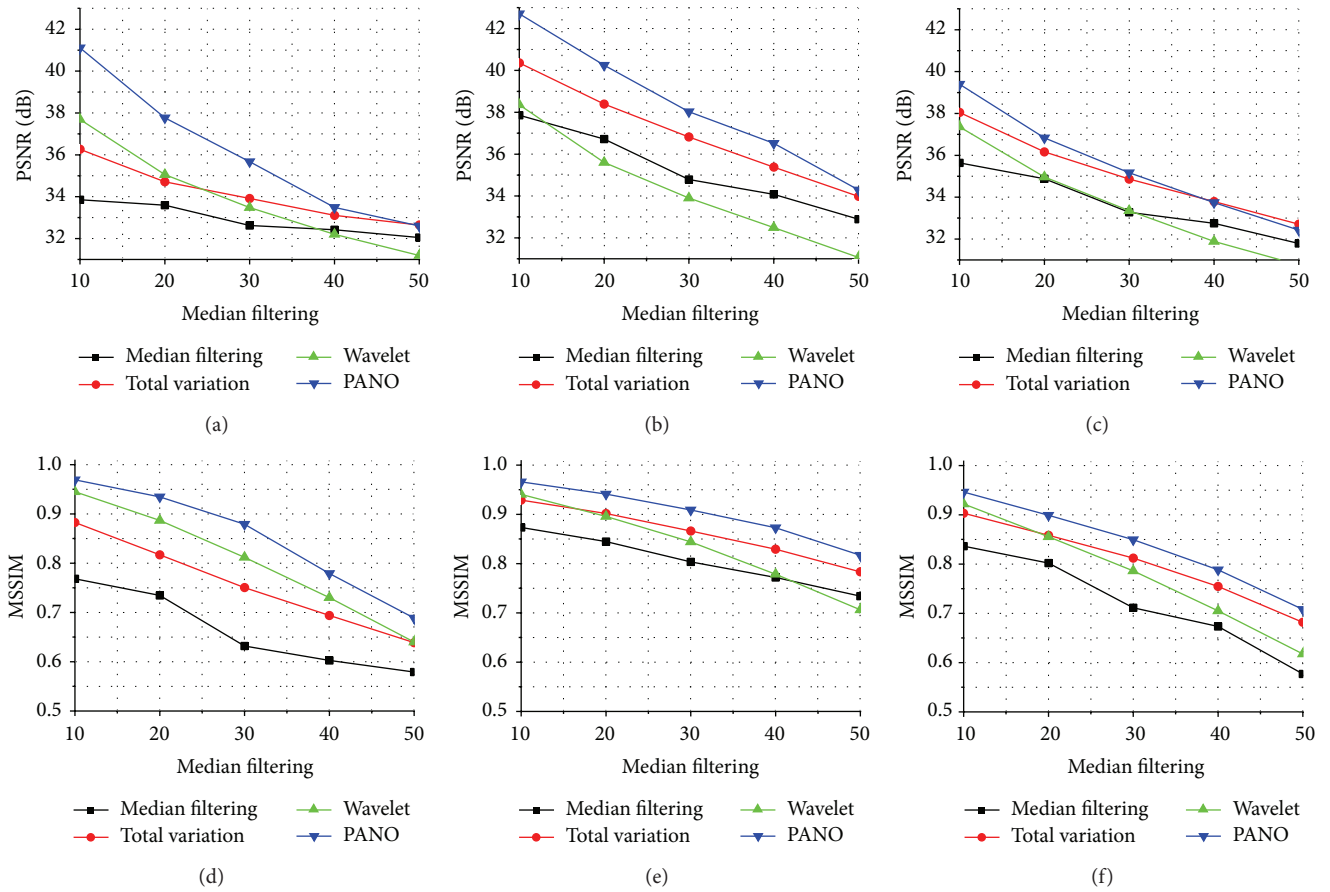 42
40
38
36
34
32
PSNR (dB)
10 20 30 40 50
Median filtering
Median filtering
Wavelet
Total variation
PANO
(a)
42
40
38
36
34
32
PSNR (dB)
10 20 30 40 50
Median filtering
Median filtering
Wavelet
Total variation
PANO
(b)
42
40
38
36
34
32
PSNR (dB)
10 20 30 40 50
Median filtering
Median filtering
Wavelet
Total variation
PANO
(c)
1.0
0.9
0.8
0.7
0.6
0.5
MSSIM
10 20 30 40 50
Median filtering
Median filtering
Wavelet
Total variation
PANO
(d)
1.0
0.9
0.8
0.7
0.6
0.5
MSSIM
10 20 30 40 50
Median filtering
Median filtering
Wavelet
Total variation
PANO
(e)
1.0
0.9
0.8
0.7
0.6
0.5
MSSIM
10 20 30 40 50
Median filtering
Median filtering
Wavelet
Total variation
PANO
(f)